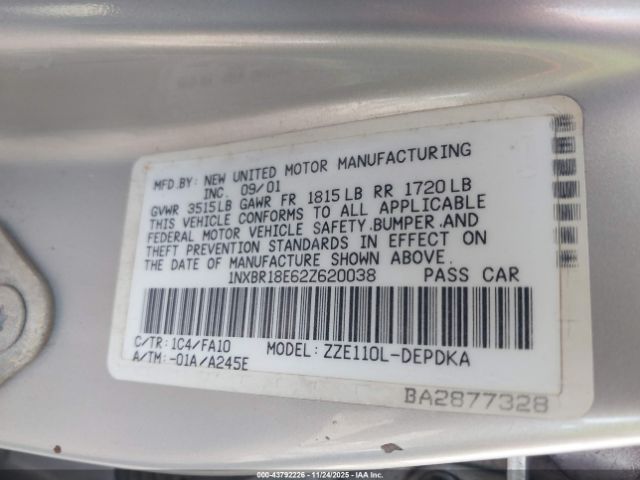 MFD.BY: NEW UNITED MOTOR MANUFACTURING
INC. 09/01
GVWR 3515LB GAWR FR 1815LB RR 1720LB
THIS VEHICLE CONFORMS TO ALL APPLICABLE
FEDERAL MOTOR VEHICLE SAFETY,BUMPER,AND
THEFT PREVENTION STANDARDS IN EFFECT ON
THE DATE OF MANUFACTURE SHOWN ABOVE.
1NXBR18E62Z620038 PASS CAR
C/TR:1C4/FA10 MODEL: ZZE110L-DEPDKA
A/TM:-01A/A245E
BA2877328
000-43792226 - 11/24/2025 - IAA Inc.